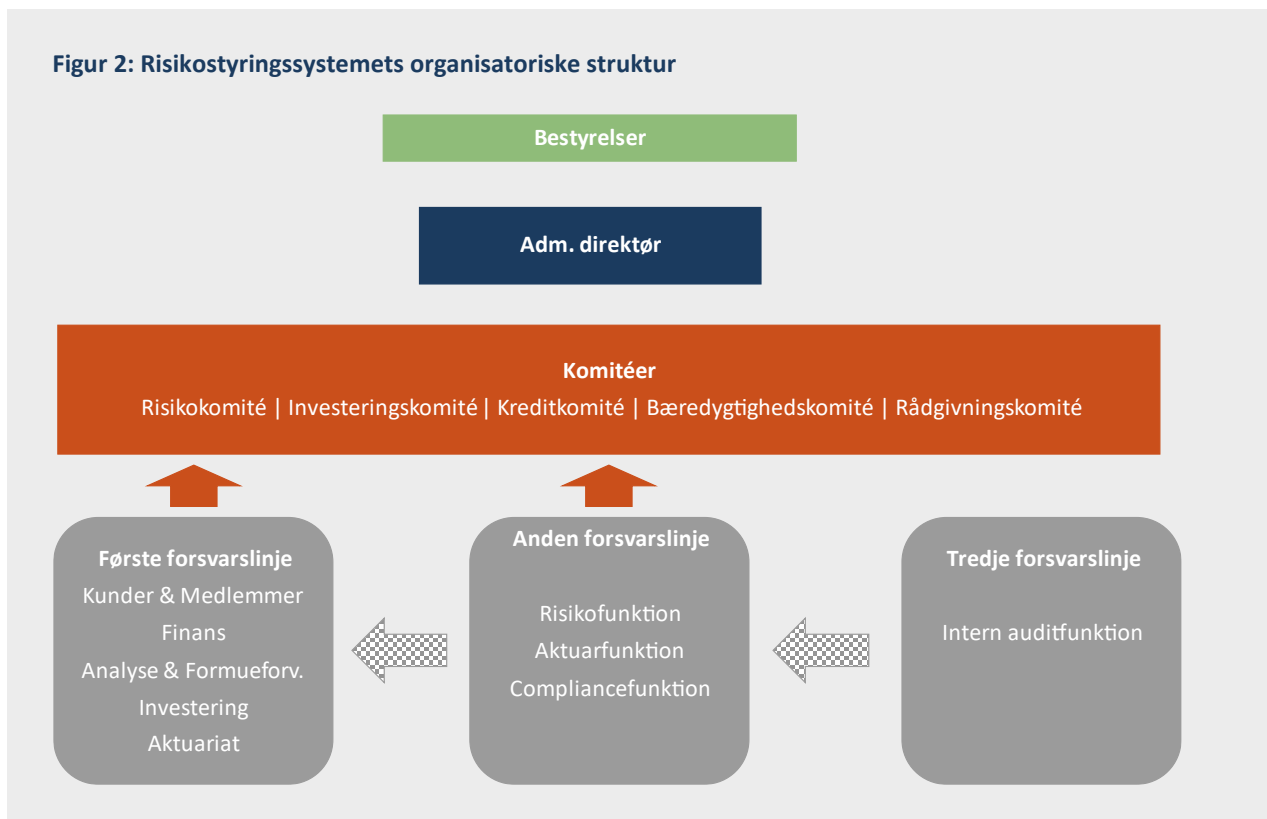 Figur 2: Risikostyringssystemets organisatoriske struktur
Bestyrelser
Adm. direktør
Komitéer
Risikokomité | Investeringskomité | Kreditkomité | Bæredygtighedskomité | Rådgivningskomité
Første forsvarslinje
Kunder & Medlemmer
Finans
Analyse & Formueforv.
Investering
Aktuariat
Anden forsvarslinje
Risikofunktion
Aktuarfunktion
Compliancefunktion
Tredje forsvarslinje
Intern auditfunktion